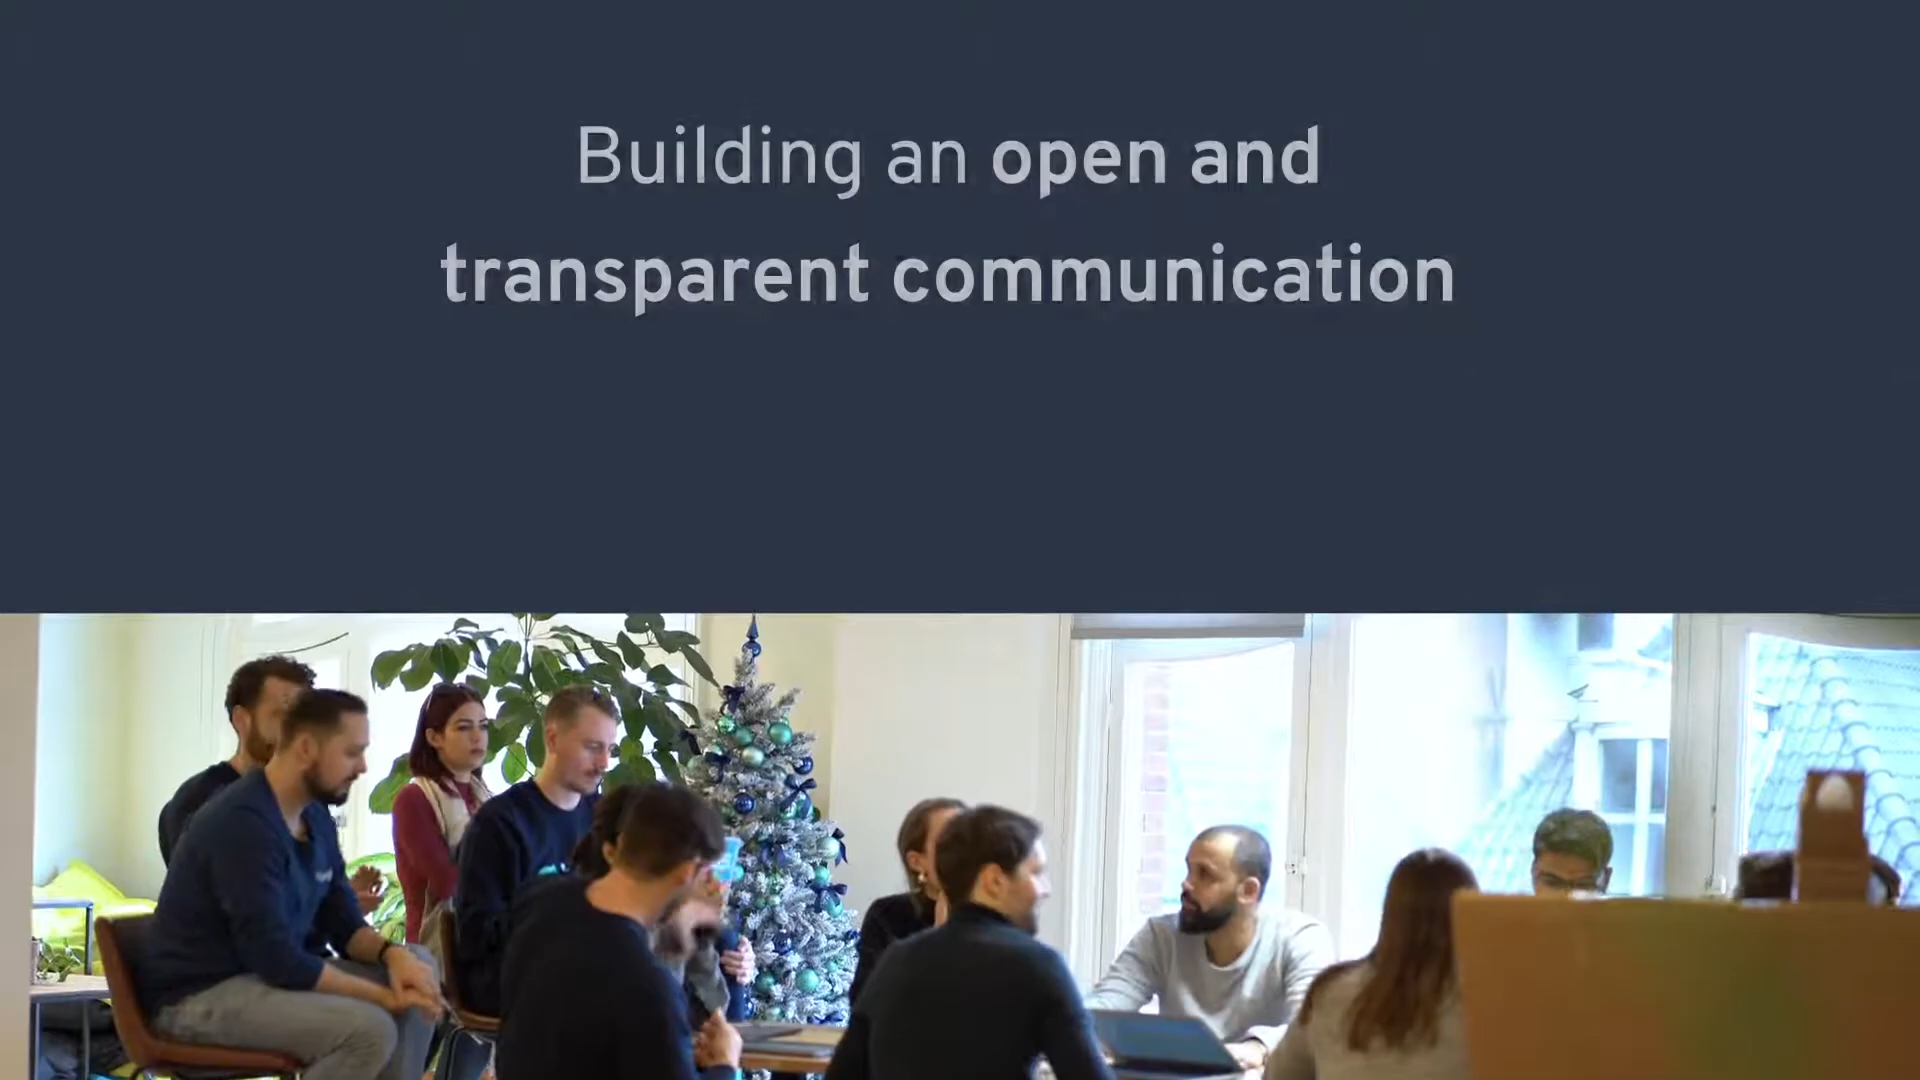 Building an open and
transparent communication